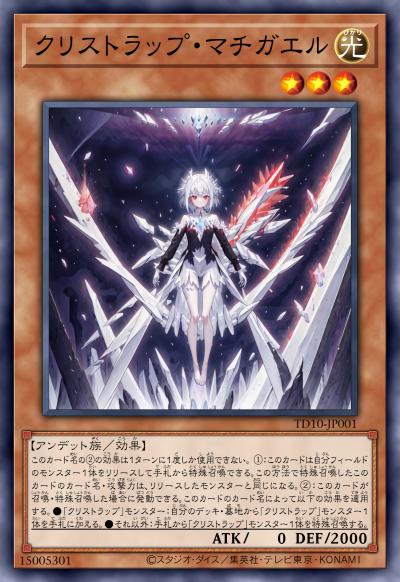 クリストラップ・マチガエル
光
TD10-JP001
【アンデット族／効果】
このカード名の②の効果は1ターンに1度しか使用できない。①:このカードは自分フィールド
のモンスター1体をリリースして手札から特殊召喚できる。この方法で特殊召喚したこ
のカードのカード名・攻撃力は、リリースしたモンスターと同じになる。②:このカードが
召喚・特殊召喚した場合に発動できる。このカードのカード名によって以下の効果を適用
する。●「クリストラップ」モンスター:自分のデッキ・墓地から「クリストラップ」モンスター1
体を手札に加える。●それ以外:手札から「クリストラップ」モンスター1体を特殊召喚する。
ATK/ 0 DEF/2000
15005301
©スタジオ・ダイス／集英社・テレビ東京・KONAMI